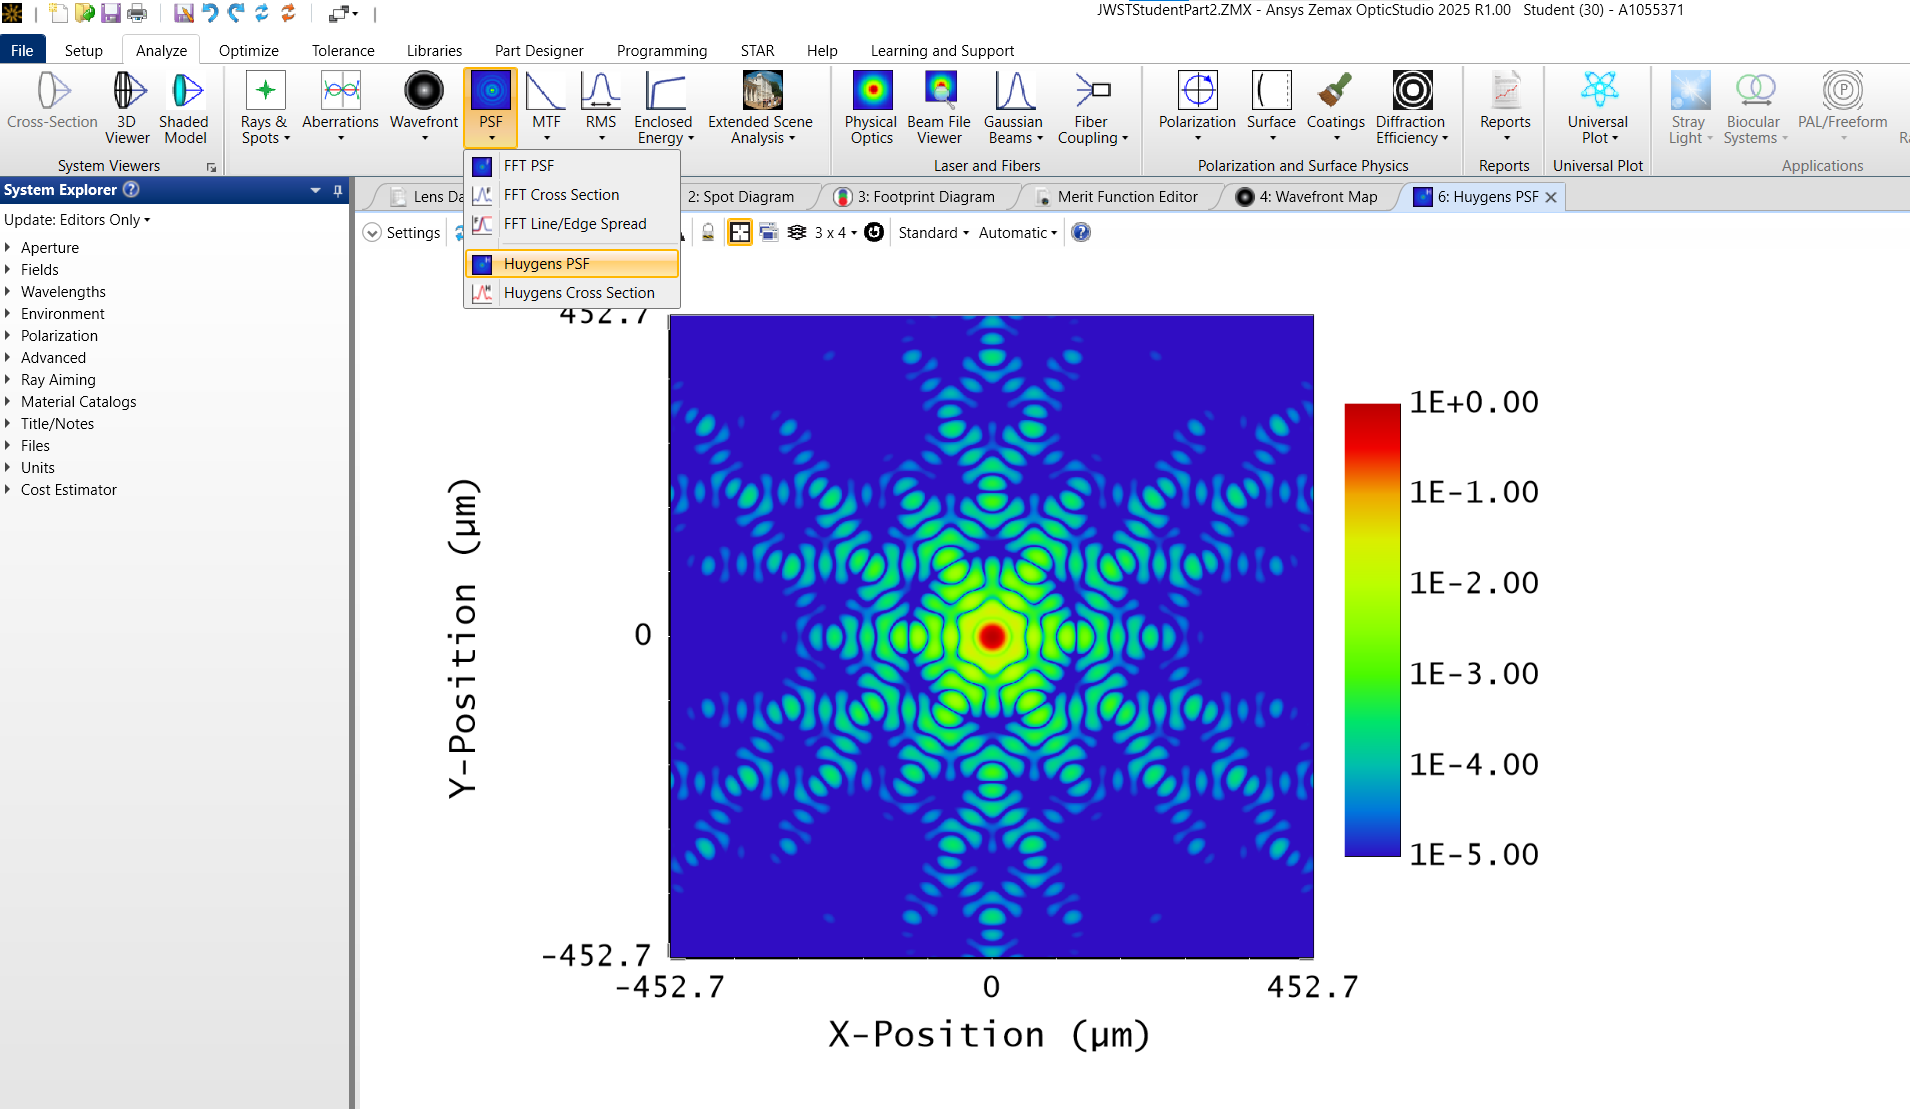 JWSTStudentPart2.ZMX - Ansys Zemax OpticStudio 2025 R1.00   Student (30) - A1055371
File Setup Analyze Optimize Tolerance Libraries Part Designer Programming STAR Help Learning and Support
Cross-Section
3D Viewer
Shaded Model
System Viewers
Rays & Spots
Aberrations
Wavefront
PSF
MTF
RMS
Enclosed Energy
Extended Scene Analysis
Physical Optics
Beam File Viewer
Gaussian Beams
Fiber Coupling
Laser and Fibers
Polarization
Surface
Coatings
Diffraction Efficiency
Polarization and Surface Physics
Reports
Reports
Universal Plot
Universal Plot
Stray Light
Biocular Systems
PAL/Freeform
Applications
FFT PSF
FFT Cross Section
FFT Line/Edge Spread
Huygens PSF
Huygens Cross Section
System Explorer
Update: Editors Only
Aperture
Fields
Wavelengths
Environment
Polarization
Advanced
Ray Aiming
Material Catalogs
Title/Notes
Files
Units
Cost Estimator
Lens Da
2: Spot Diagram
3: Footprint Diagram
Merit Function Editor
4: Wavefront Map
6: Huygens PSF
Settings
3 x 4
Standard
Automatic
452.7
0
-452.7
Y-Position (µm)
-452.7 0 452.7
X-Position (µm)
1E+0.00
1E-1.00
1E-2.00
1E-3.00
1E-4.00
1E-5.00